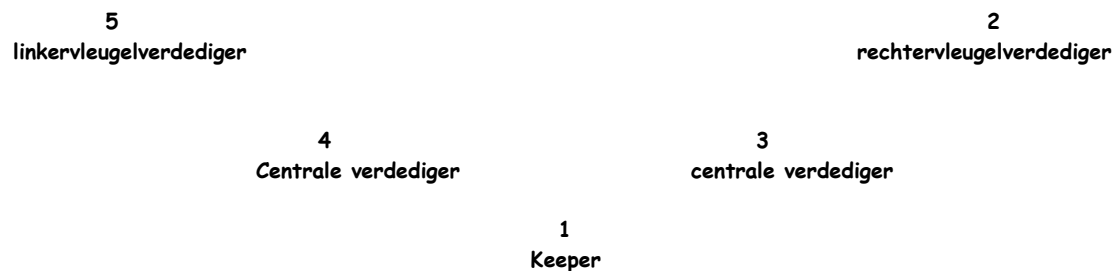 5
linkervleugelverdediger
2
rechtervleugelverdediger
4
Centrale verdediger
3
centrale verdediger
1
Keeper